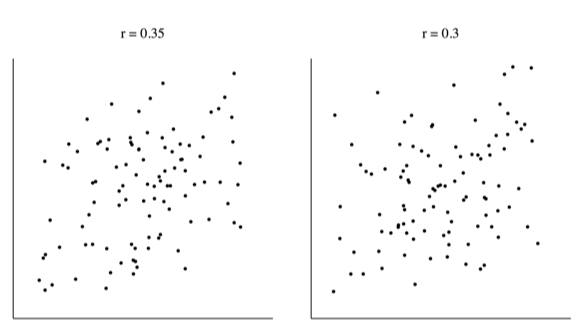 r = 0.35
r = 0.3